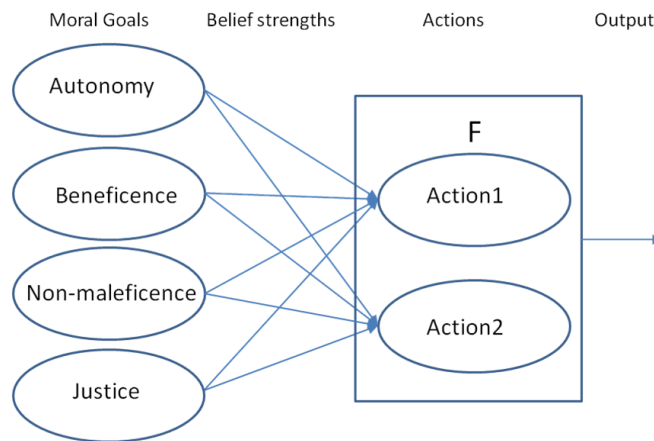 Moral Goals Belief strengths Actions Output
Autonomy
F
Beneficence
Action1
Non-maleficence
Action2
Justice